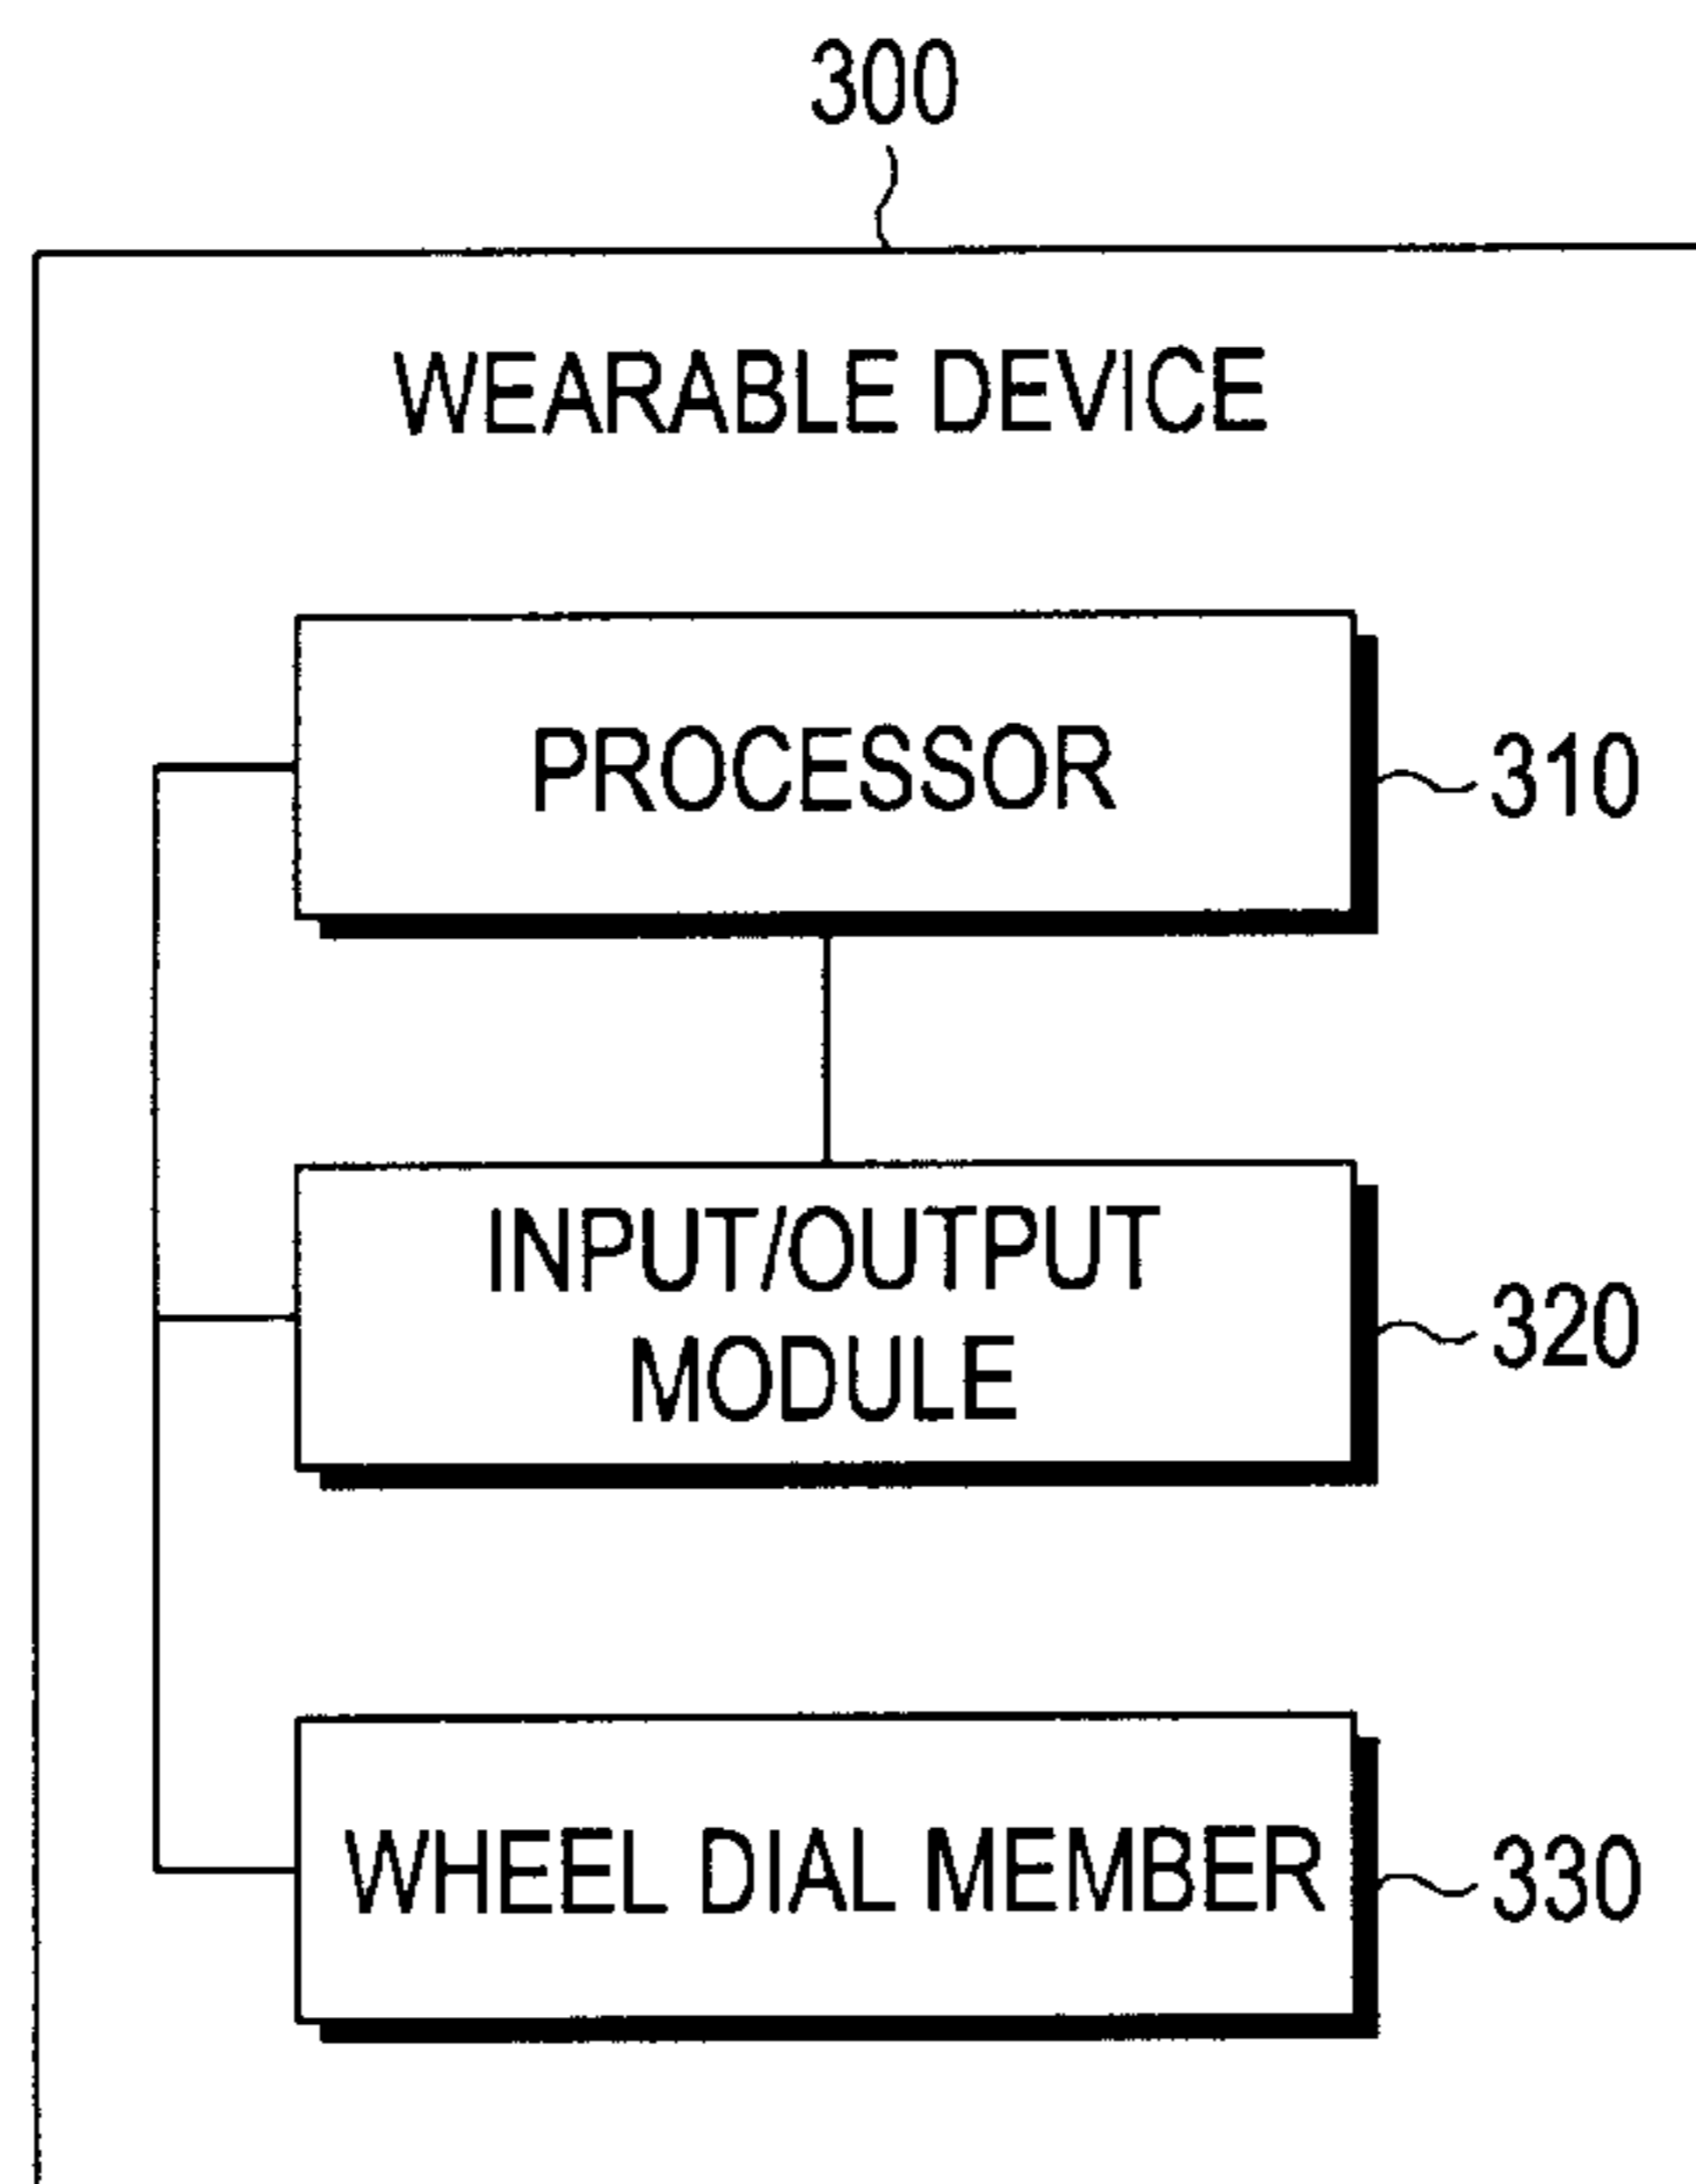 300
WEARABLE DEVICE
PROCESSOR
310
INPUT/OUTPUT
MODULE
320
WHEEL DIAL MEMBER
330